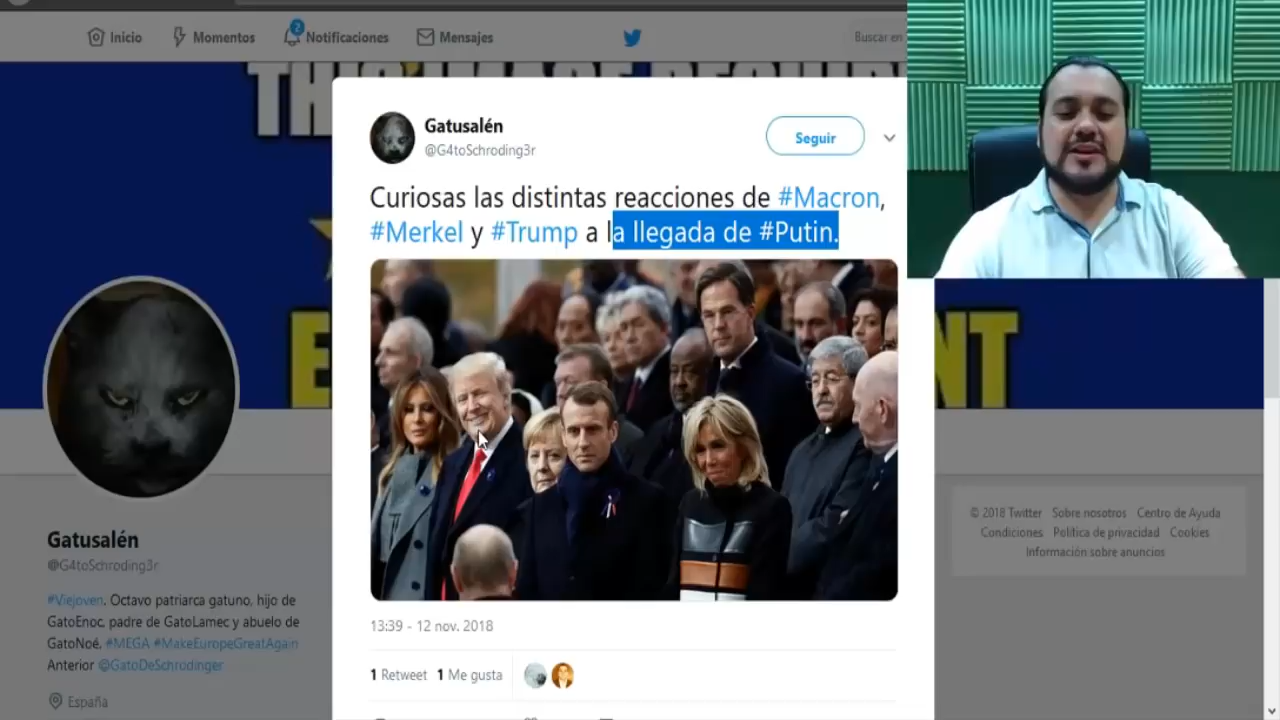 Inicio
Momentos
2
Notificaciones
Mensajes
Buscar en
Gatusalén
@G4toSchroding3r
Seguir
Curiosas las distintas reacciones de #Macron,
#Merkel y #Trump a la llegada de #Putin.
13:39 - 12 nov. 2018
1 Retweet 1 Me gusta
Gatusalén
@G4toSchroding3r
#Viejoven. Octavo patriarca gatuno, hijo de
GatoEnoc, padre de GatoLamec y abuelo de
GatoNoé. #MEGA #MakeEuropeGreatAgain
Anterior @GatoDeSchrodinger
España
© 2018 Twitter Sobre nosotros Centro de Ayuda
Condiciones Política de privacidad Cookies
Información sobre anuncios